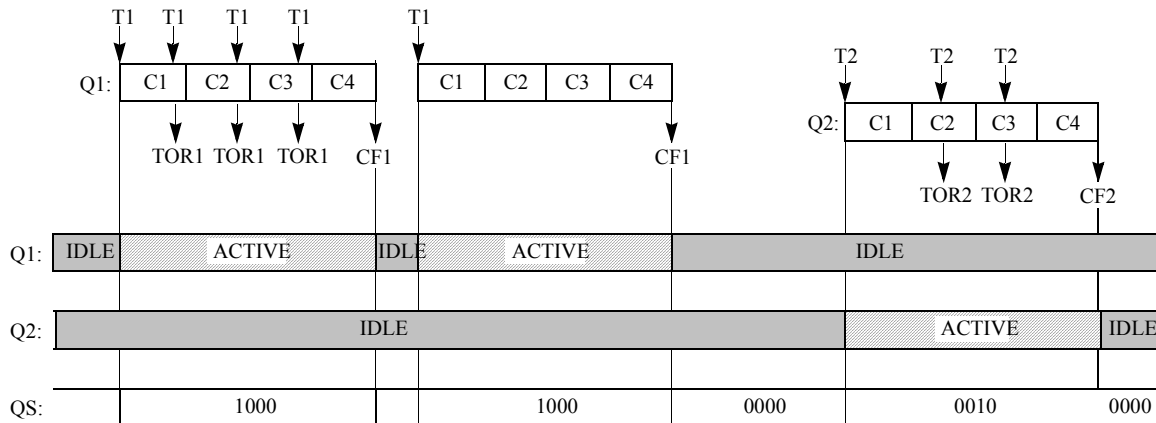 T1 T1 T1 T1 T1
T2 T2 T2
Q1: C1 C2 C3 C4 C1 C2 C3 C4
Q2: C1 C2 C3 C4
TOR1 TOR1 TOR1 CF1 CF1
TOR2 TOR2 CF2
Q1: IDLE ACTIVE IDLE ACTIVE IDLE
Q2: IDLE ACTIVE IDLE
QS: 1000 1000 0000 0010 0000